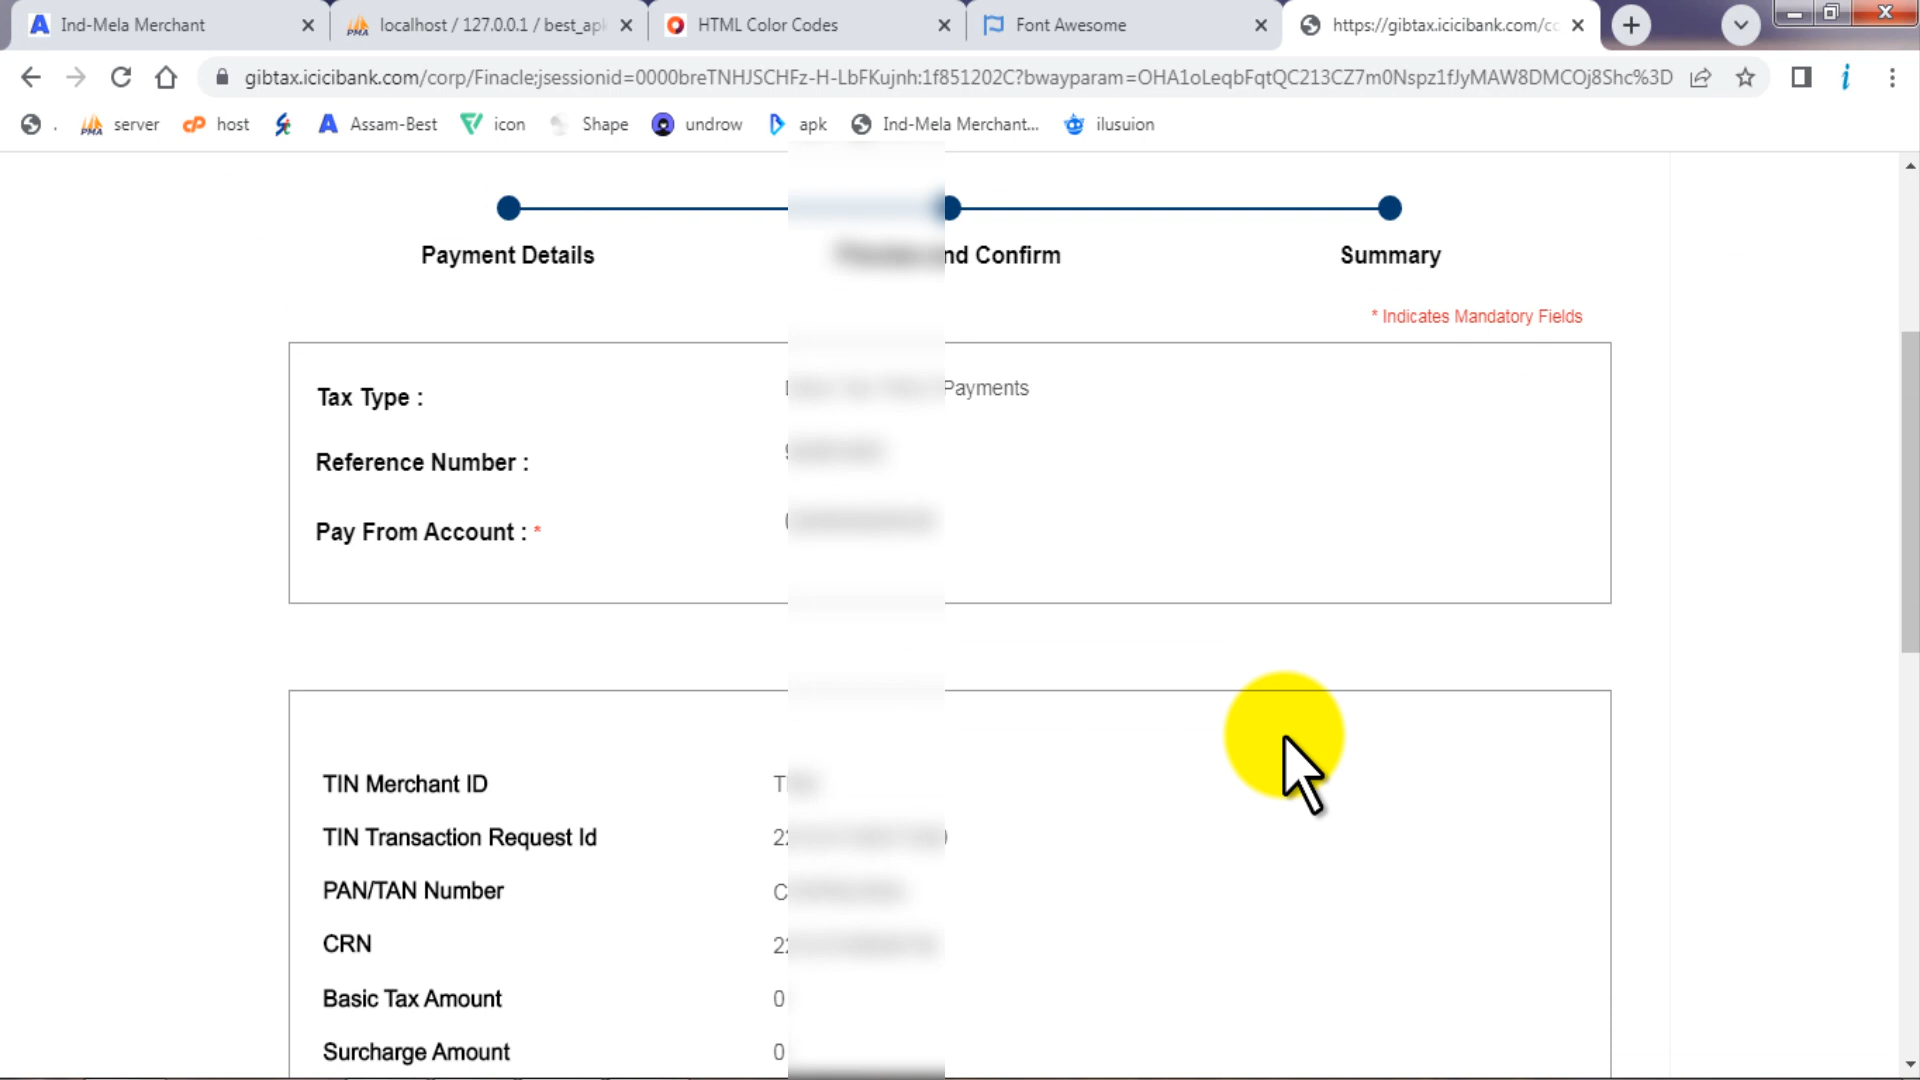 Ind-Mela Merchant
localhost / 127.0.0.1 / best_apk
HTML Color Codes
Font Awesome
https://gibtax.icicibank.com/co
gibtax.icicibank.com/corp/Finacle;jsessionid=0000breTNHJSCHFz-H-LbFKujnh:1f851202C?bwayparam=OHA1oLeqbFqtQC213CZ7m0Nspz1fJyMAW8DMCOj8Shc%3D
. server host Assam-Best icon Shape undrow apk Ind-Mela Merchant... ilusuion
Payment Details
nd Confirm
Summary
* Indicates Mandatory Fields
Tax Type :
Payments
Reference Number :
Pay From Account : *
TIN Merchant ID
TIN Transaction Request Id
PAN/TAN Number
CRN
Basic Tax Amount 0
Surcharge Amount 0